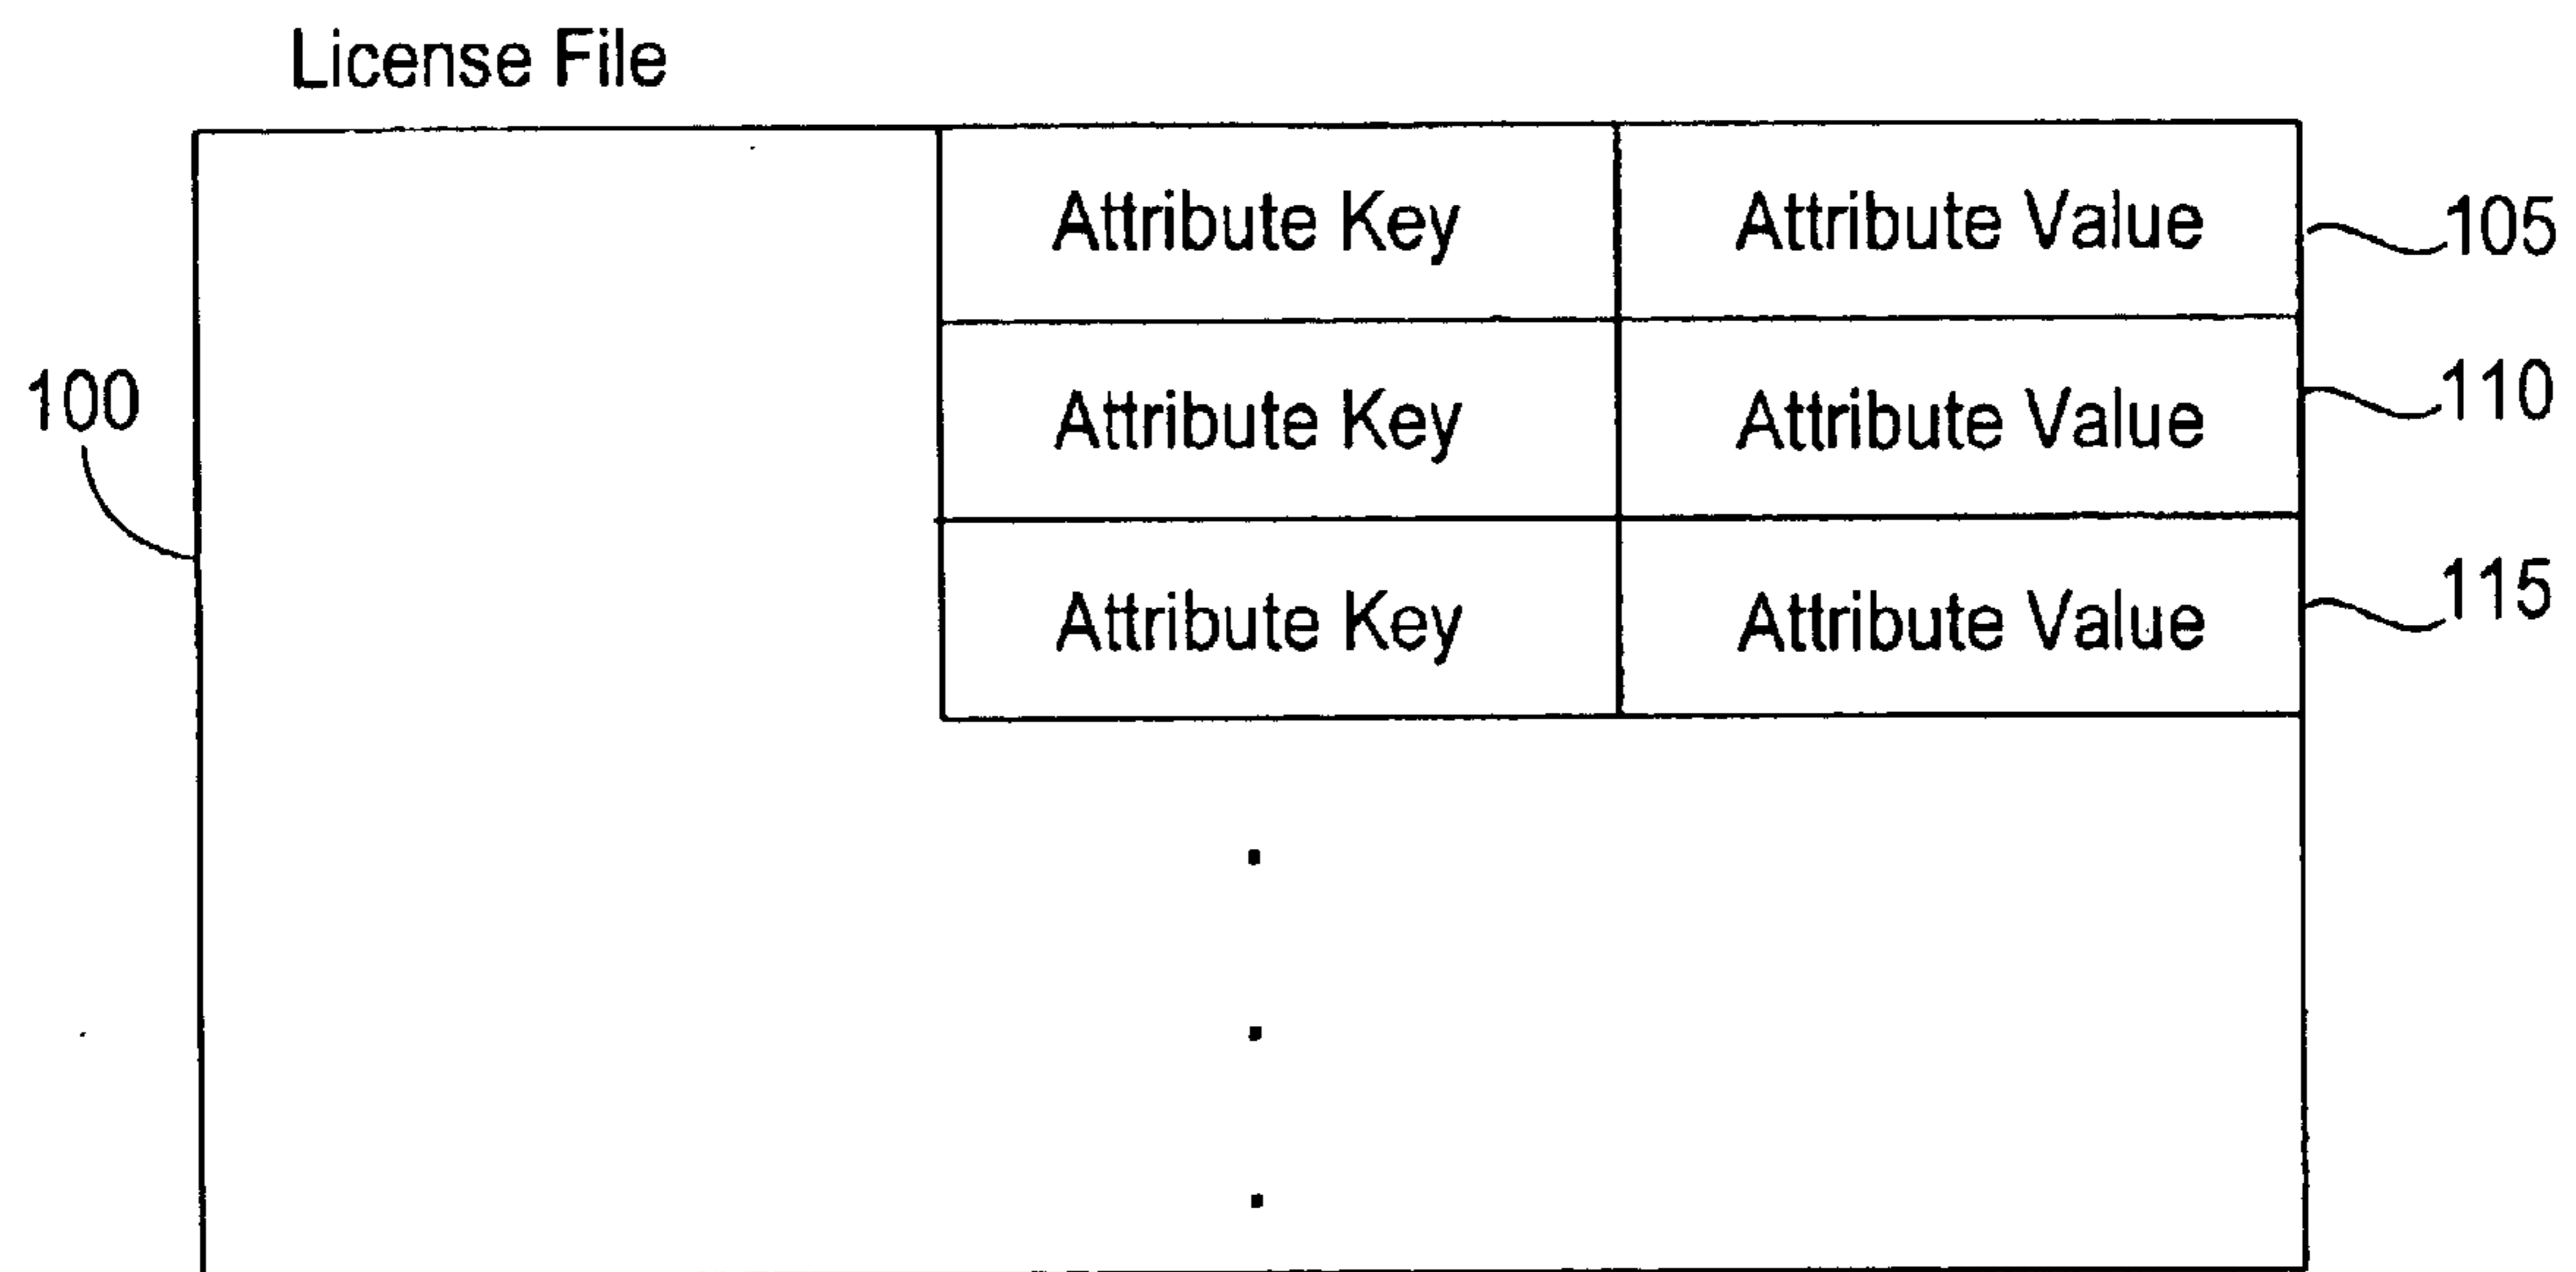 License File
Attribute Key Attribute Value 105
100
Attribute Key Attribute Value 110
Attribute Key Attribute Value 115